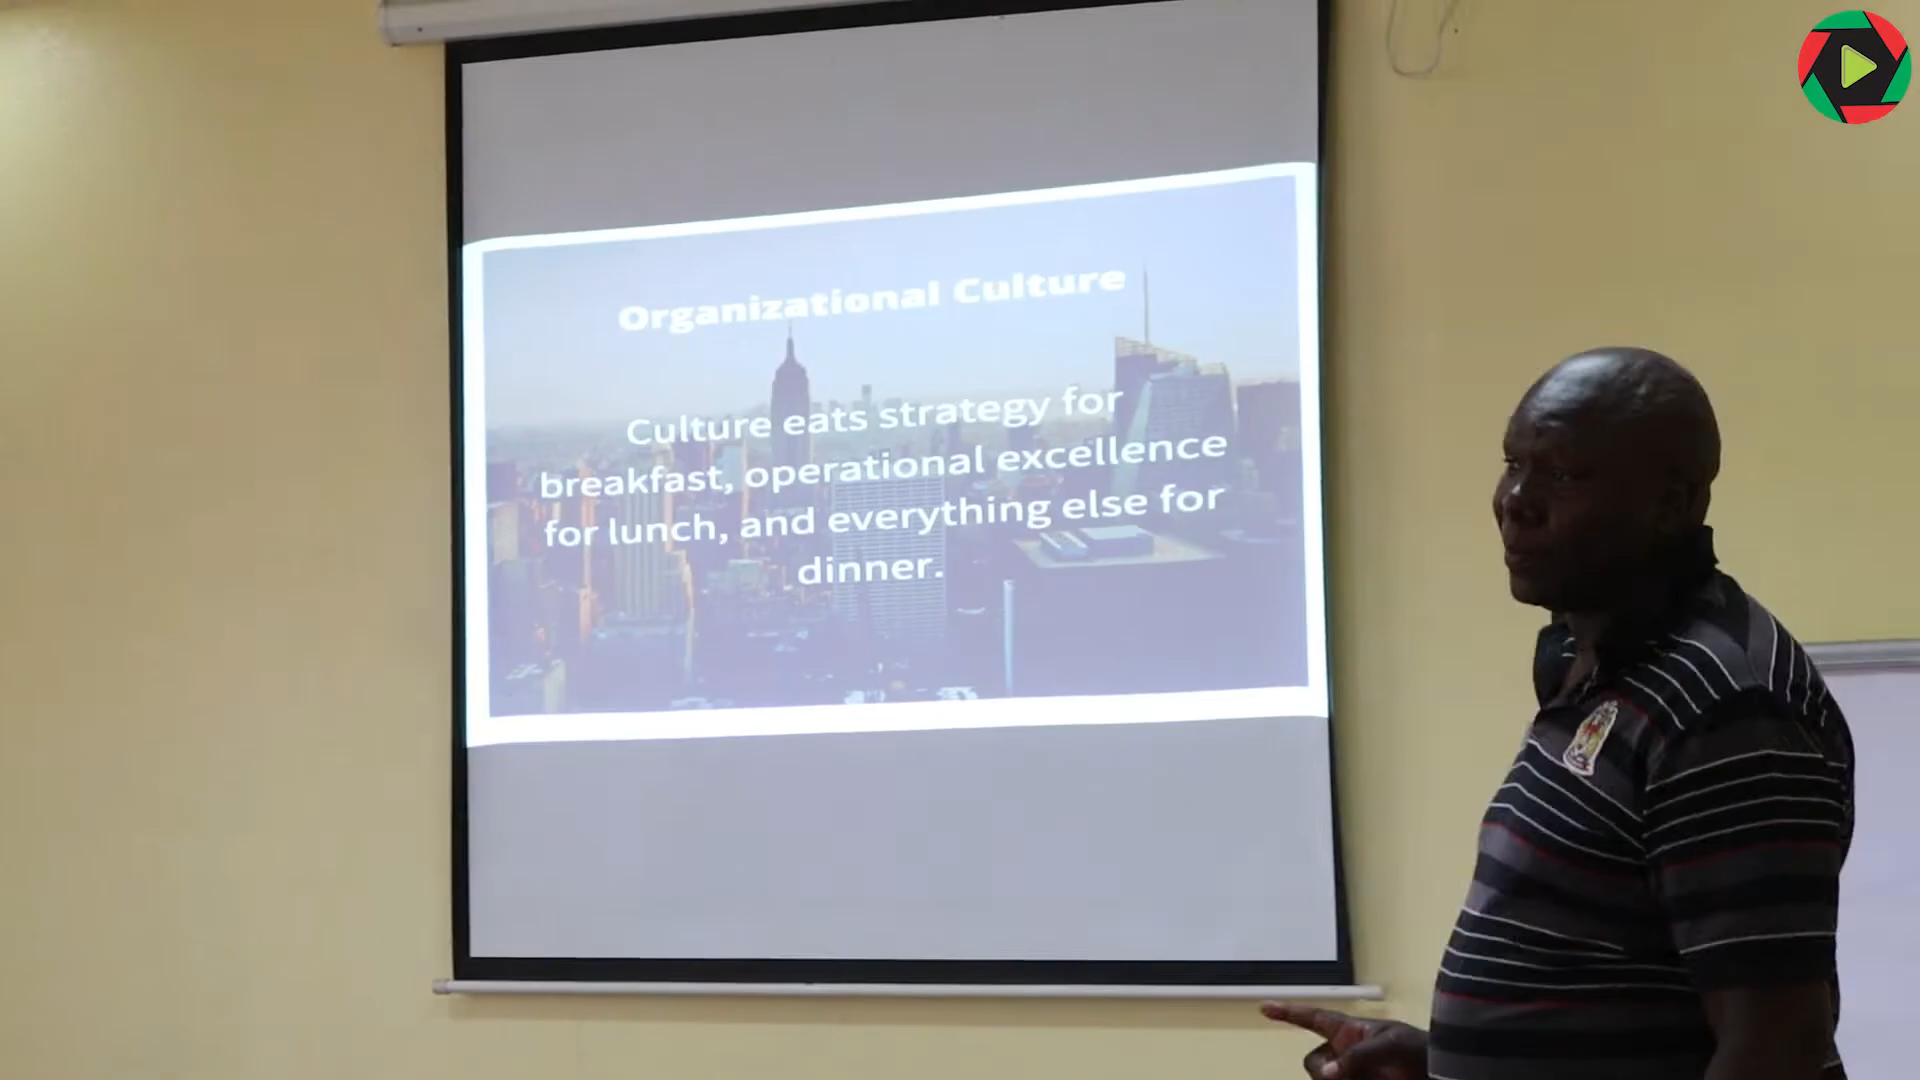 Organizational Culture
Culture eats strategy for
breakfast, operational excellence
for lunch, and everything else for
dinner.